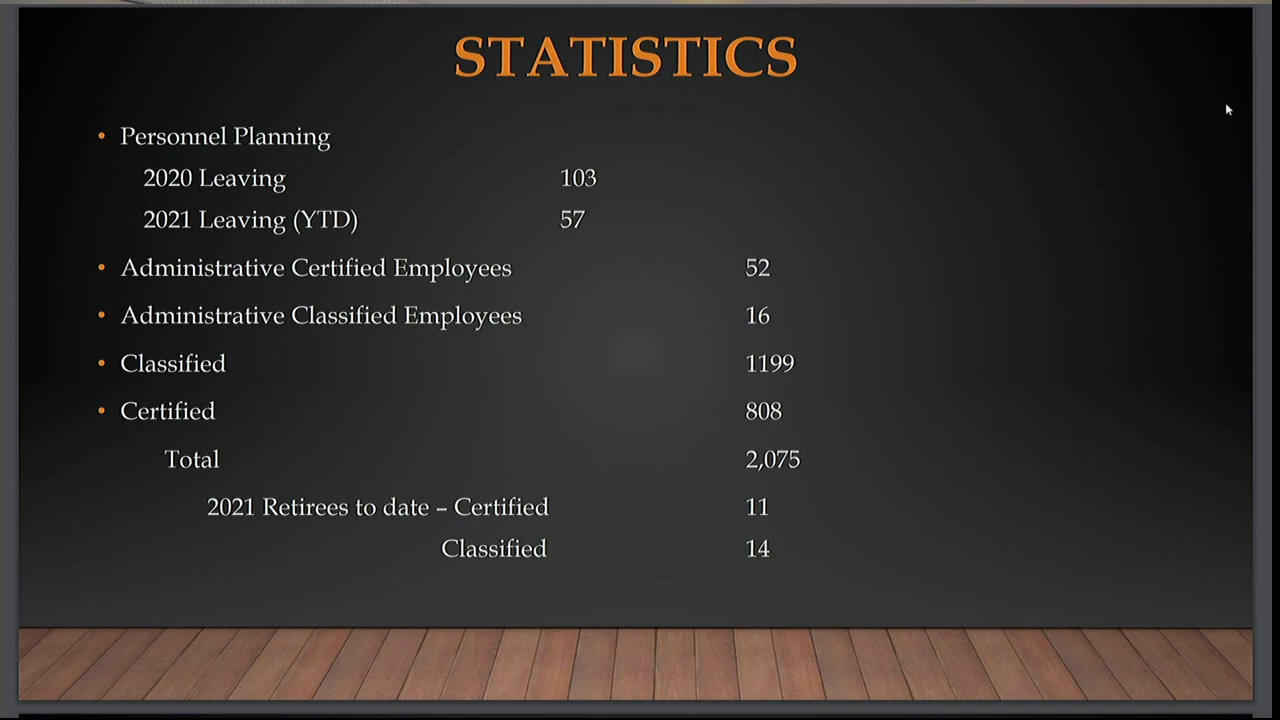 STATISTICS
• Personnel Planning
2020 Leaving 103
2021 Leaving (YTD) 57
• Administrative Certified Employees 52
• Administrative Classified Employees 16
• Classified 1199
• Certified 808
Total 2,075
2021 Retirees to date – Certified 11
Classified 14